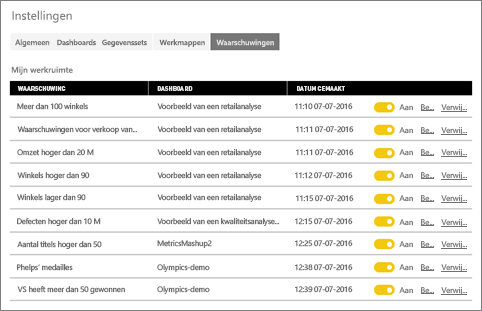 Instellingen
Algemeen Dashboards Gegevenssets Werkmappen Waarschuwingen
Mijn werkruimte
WAARSCHUWING DASHBOARD DATUM GEMAAKT
Meer dan 100 winkels Voorbeeld van een retailanalyse 11:10 07-07-2016 Aan Be... Verwij...
Waarschuwingen voor verkoop van... Voorbeeld van een retailanalyse 11:11 07-07-2016 Aan Be... Verwij...
Omzet hoger dan 20 M Voorbeeld van een retailanalyse 11:11 07-07-2016 Aan Be... Verwij...
Winkels hoger dan 90 Voorbeeld van een retailanalyse 11:12 07-07-2016 Aan Be... Verwij...
Winkels lager dan 90 Voorbeeld van een retailanalyse 11:15 07-07-2016 Aan Be... Verwij...
Defecten hoger dan 10 M Voorbeeld van een kwaliteitsanalyse... 12:15 07-07-2016 Aan Be... Verwij...
Aantal titels hoger dan 50 MetricsMashup2 12:25 07-07-2016 Aan Be... Verwij...
Phelps' medailles Olympics-demo 12:38 07-07-2016 Aan Be... Verwij...
VS heeft meer dan 50 gewonnen Olympics-demo 12:39 07-07-2016 Aan Be... Verwij...